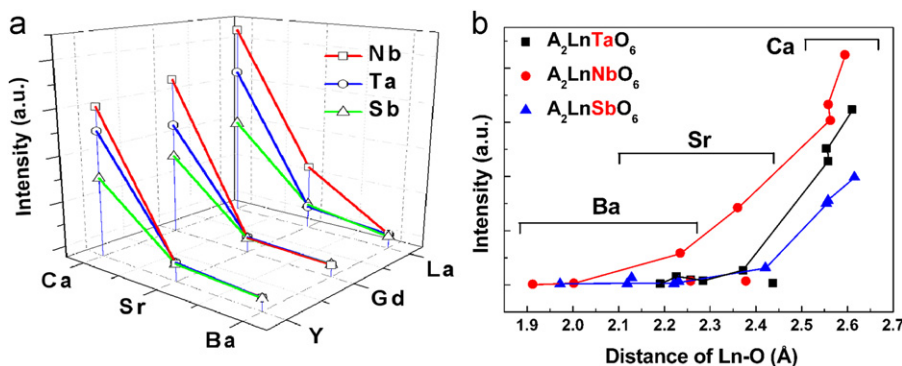 a
Intensity (a.u.)
Nb
Ta
Sb
Ca
Sr
Ba
Y
Gd
La
b
Intensity (a.u.)
A₂LnTaO₆
A₂LnNbO₆
A₂LnSbO₆
Ca
Sr
Ba
1.9 2.0 2.1 2.2 2.3 2.4 2.5 2.6 2.7
Distance of Ln-O (Å)